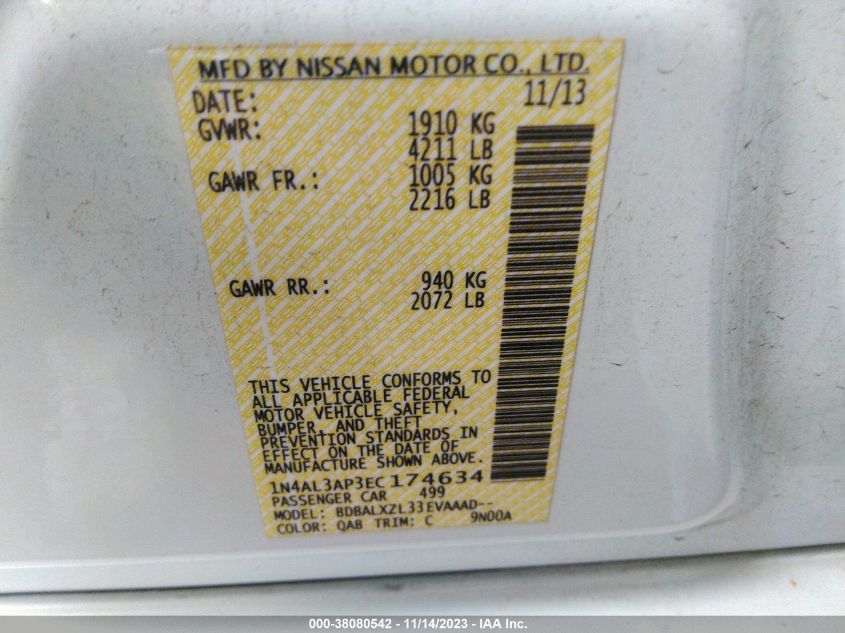 MFD BY NISSAN MOTOR CO., LTD.
DATE: 11/13
GVWR: 1910 KG
4211 LB
GAWR FR.: 1005 KG
2216 LB
GAWR RR.: 940 KG
2072 LB
THIS VEHICLE CONFORMS TO
ALL APPLICABLE FEDERAL
MOTOR VEHICLE SAFETY,
BUMPER, AND THEFT
PREVENTION STANDARDS IN
EFFECT ON THE DATE OF
MANUFACTURE SHOWN ABOVE.
1N4AL3AP3EC174634
PASSENGER CAR 499
MODEL: BDBALXZL33EVAAAD--
COLOR: QAB TRIM: C 9N00A
000-38080542 - 11/14/2023 - IAA Inc.